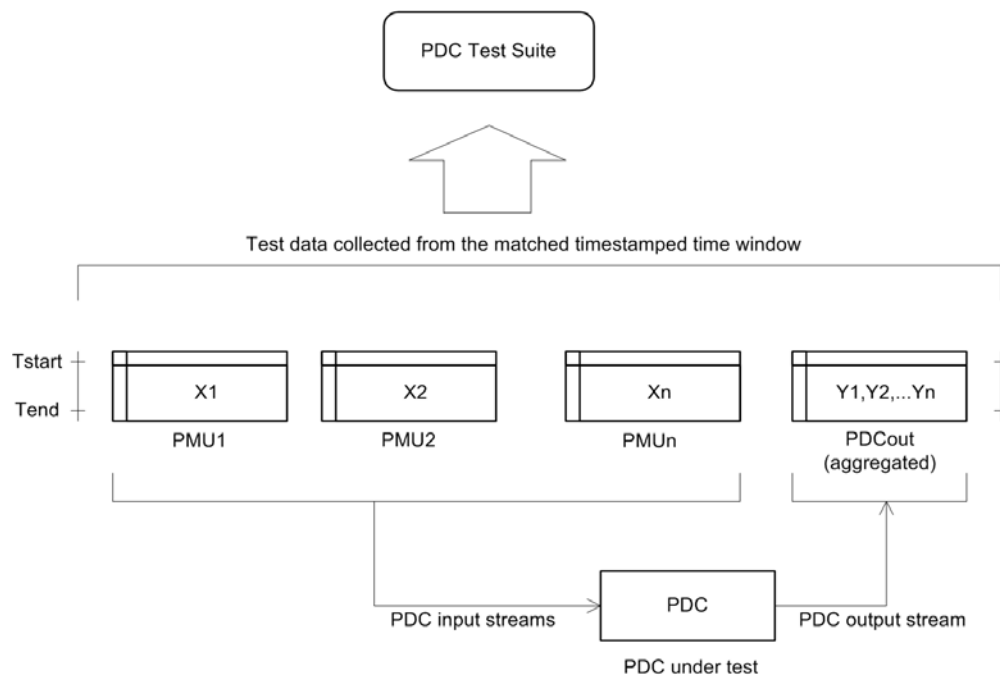 PDC Test Suite
Test data collected from the matched timestamped time window
Tstart
Tend
X1
X2
Xn
Y1,Y2,...Yn
PMU1
PMU2
PMUn
PDCout
(aggregated)
PDC input streams
PDC
PDC output stream
PDC under test